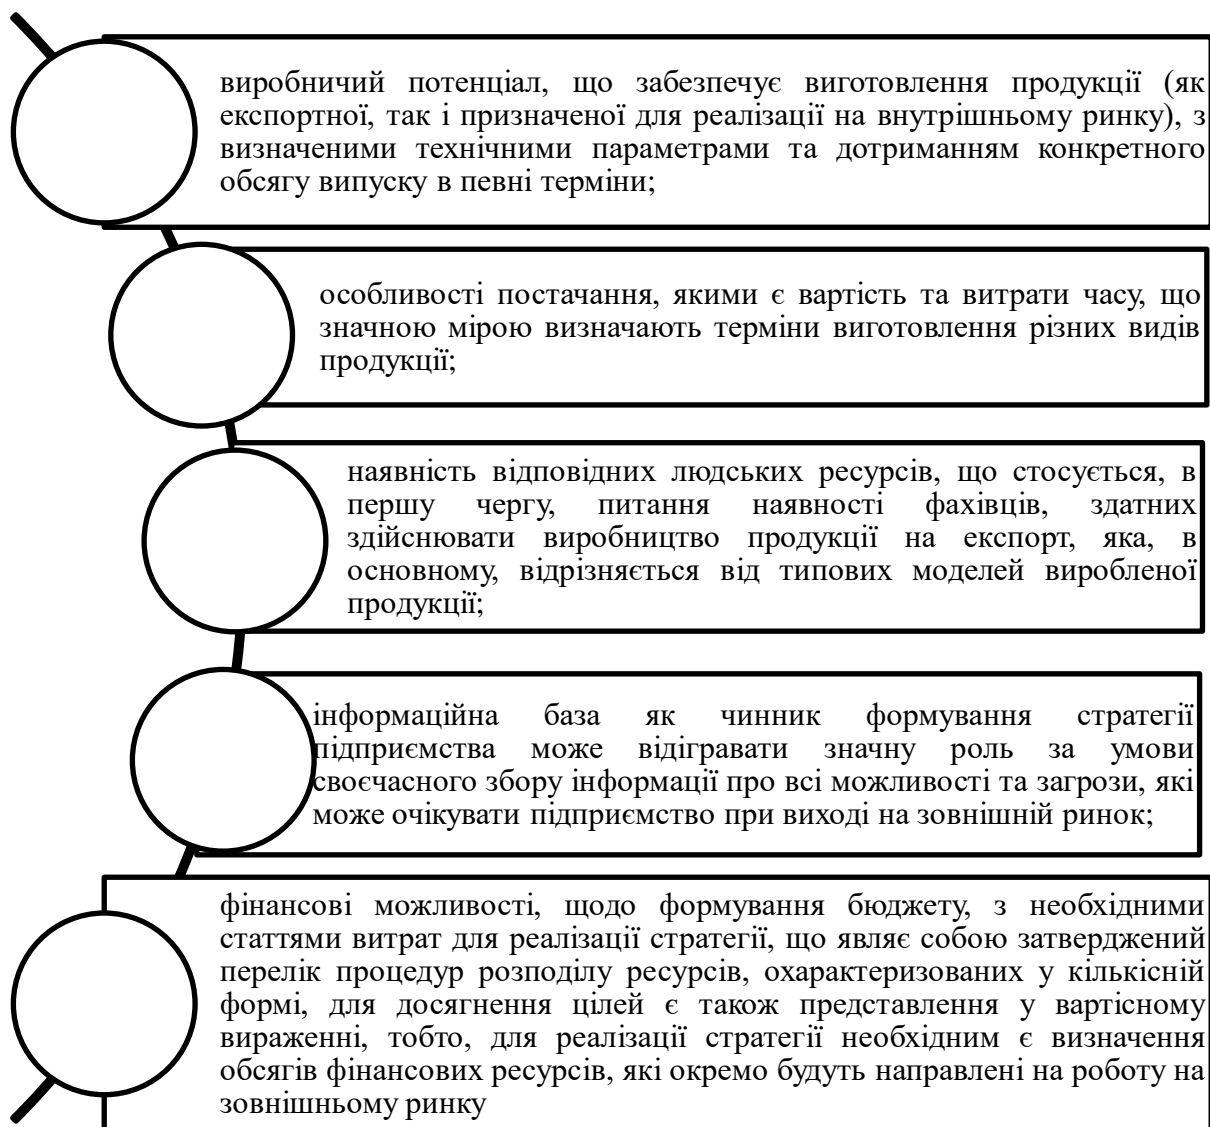 виробничий потенціал, що забезпечує виготовлення продукції (як
експортної, так і призначеної для реалізації на внутрішньому ринку), з
визначеними технічними параметрами та дотриманням конкретного
обсягу випуску в певні терміни;
особливості постачання, якими є вартість та витрати часу, що
значною мірою визначають терміни виготовлення різних видів
продукції;
наявність відповідних людських ресурсів, що стосується, в
першу чергу, питання наявності фахівців, здатних
здійснювати виробництво продукції на експорт, яка, в
основному, відрізняється від типових моделей виробленої
продукції;
інформаційна база як чинник формування стратегії
підприємства може відігравати значну роль за умови
своєчасного збору інформації про всі можливості та загрози, які
може очікувати підприємство при виході на зовнішній ринок;
фінансові можливості, щодо формування бюджету, з необхідними
статтями витрат для реалізації стратегії, що являє собою затверджений
перелік процедур розподілу ресурсів, охарактеризованих у кількісній
формі, для досягнення цілей є також представлення у вартісному
вираженні, тобто, для реалізації стратегії необхідним є визначення
обсягів фінансових ресурсів, які окремо будуть направлені на роботу на
зовнішньому ринку